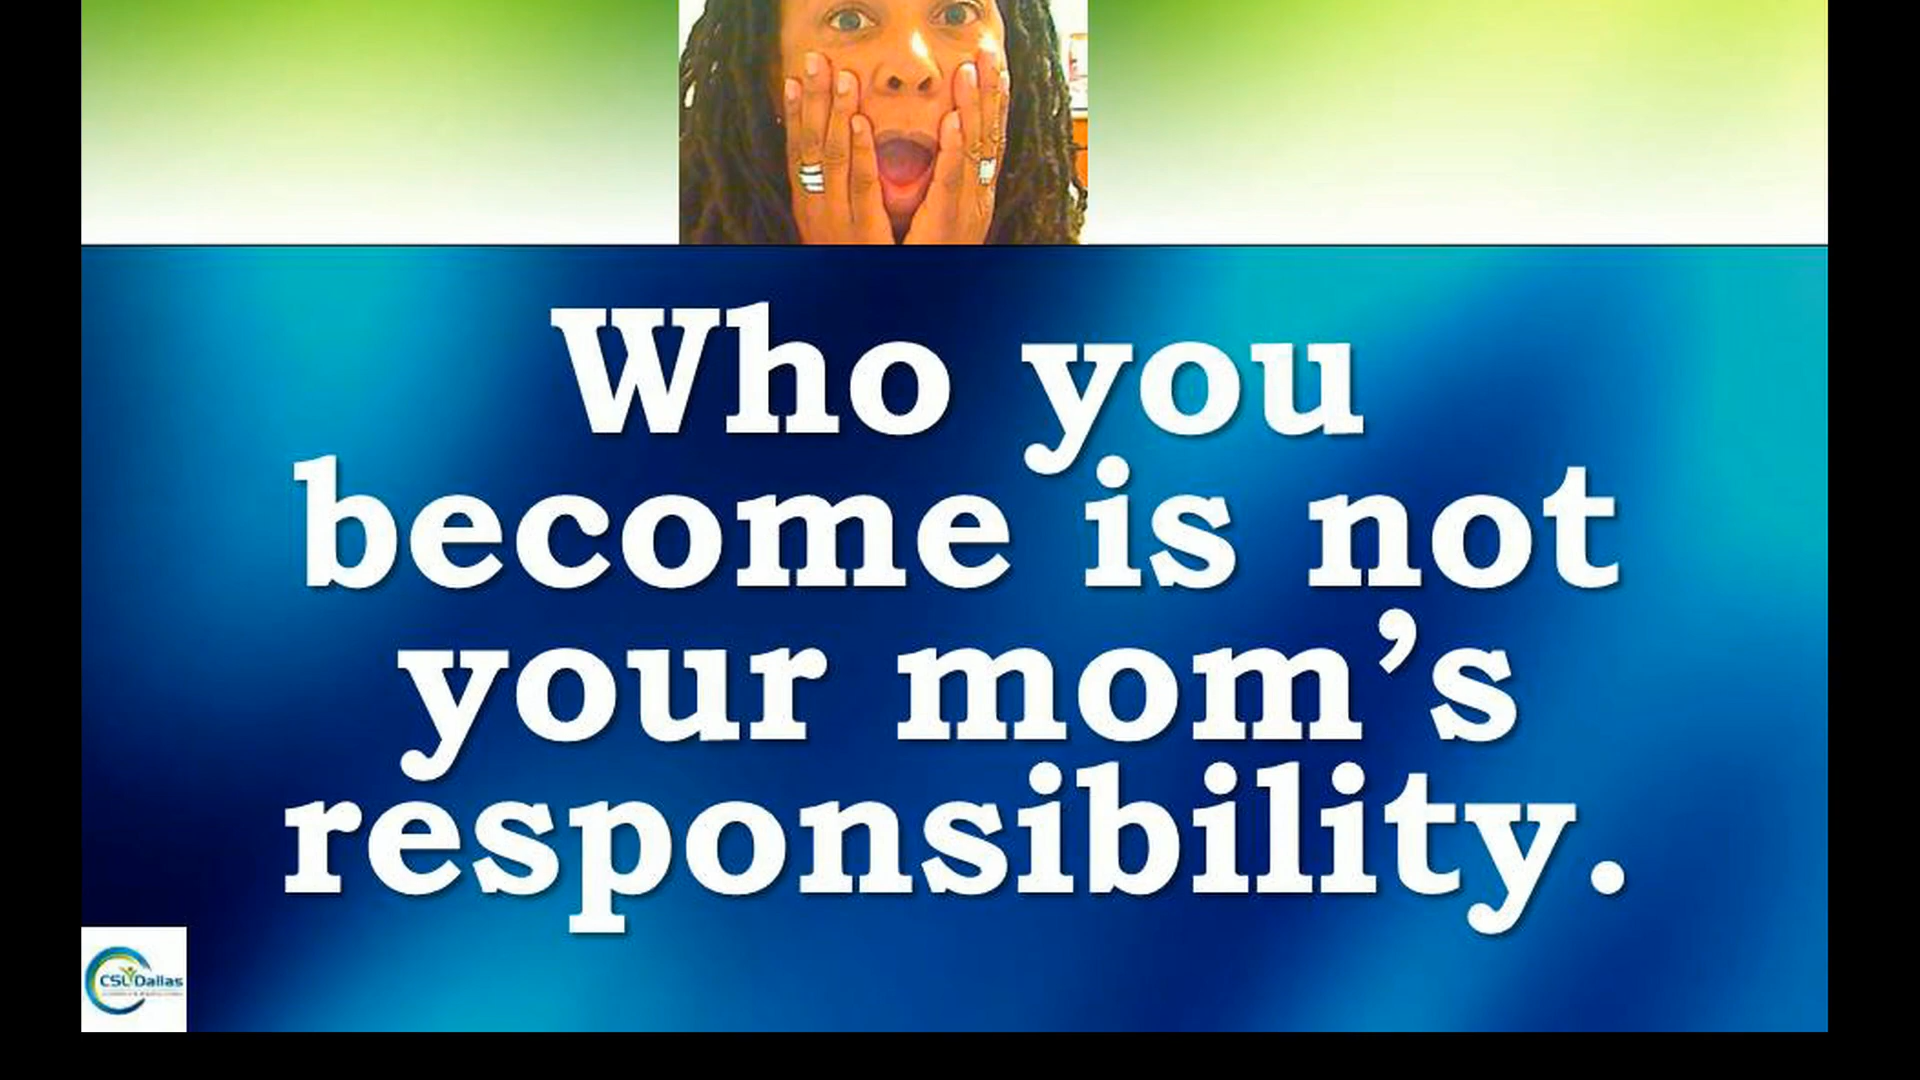 Who you
become is not
your mom's
responsibility.
CSL Dallas